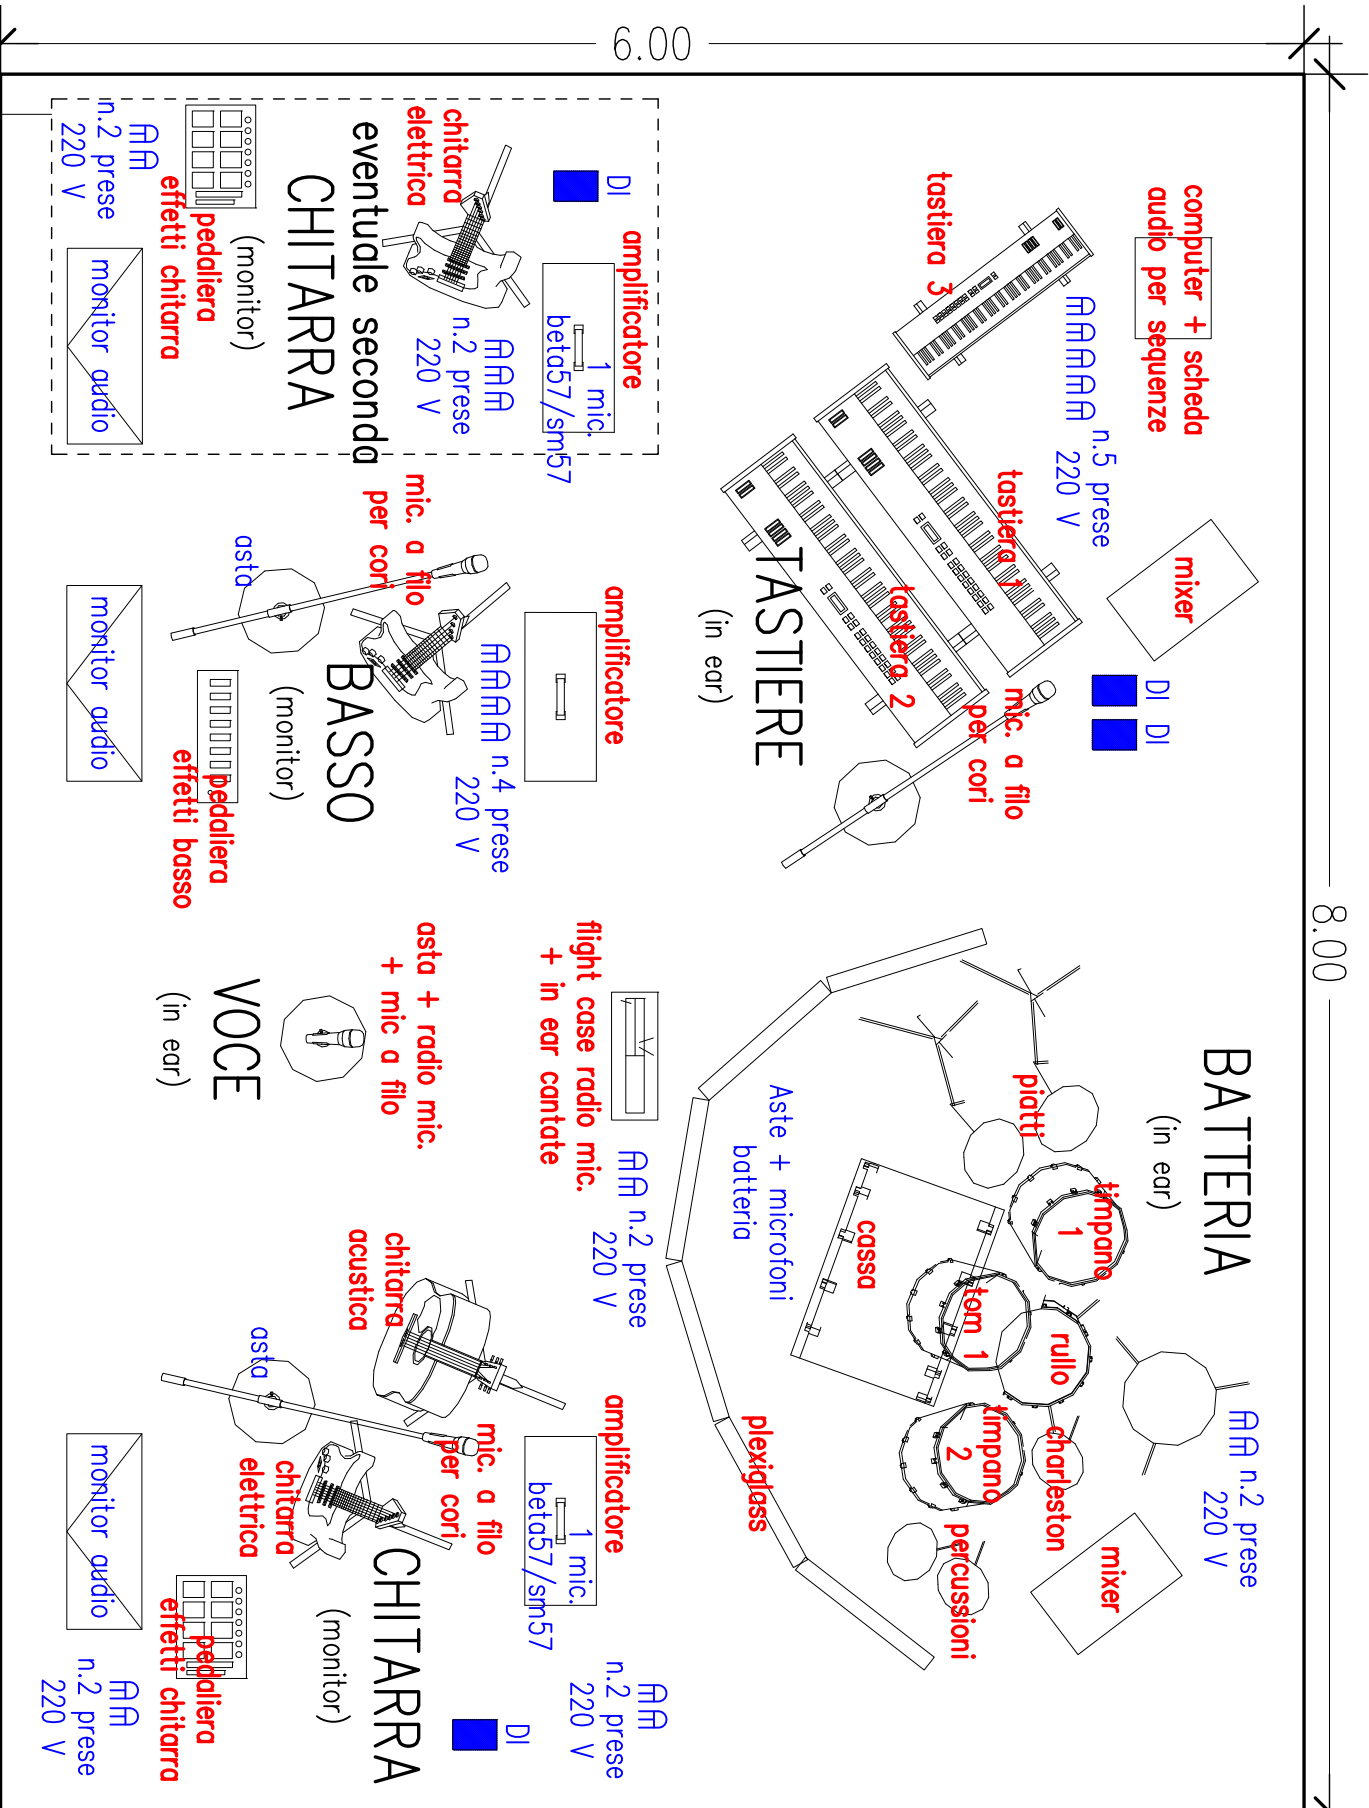 6.00
8.00
computer + scheda
audio per sequenze
tastiera 3
n.5 prese
220 V
tastiera 1
mixer
DI
DI
tastiera 2
TASTIERE
(in ear)
mic. a filo
per cori
BATTERIA
(in ear)
piatti
timpano
1
Aste + microfoni
batteria
cassa
tom 1
rullo
timpano
2
charleston
n.2 prese
220 V
percussioni
mixer
plexiglass
DI
amplificatore
1 mic.
beta57/sm57
chitarra
elettrica
AAA
n.2 prese
220 V
eventuale seconda
CHITARRA
(monitor)
pedaliera
effetti chitarra
AA
n.2 prese
220 V
monitor audio
amplificatore
mic. a filo
per cori
asta
AAAA n.4 prese
220 V
BASSO
(monitor)
pedaliera
effetti basso
monitor audio
flight case radio mic.
+ in ear cantate
AA n.2 prese
220 V
asta + radio mic.
+ mic a filo
VOCE
(in ear)
chitarra
acustica
asta
amplificatore
1 mic.
beta57/sm57
mic. a filo
per cori
chitarra
elettrica
CHITARRA
(monitor)
DI
AA
n.2 prese
220 V
pedaliera
effetti chitarra
monitor audio
AA
n.2 prese
220 V